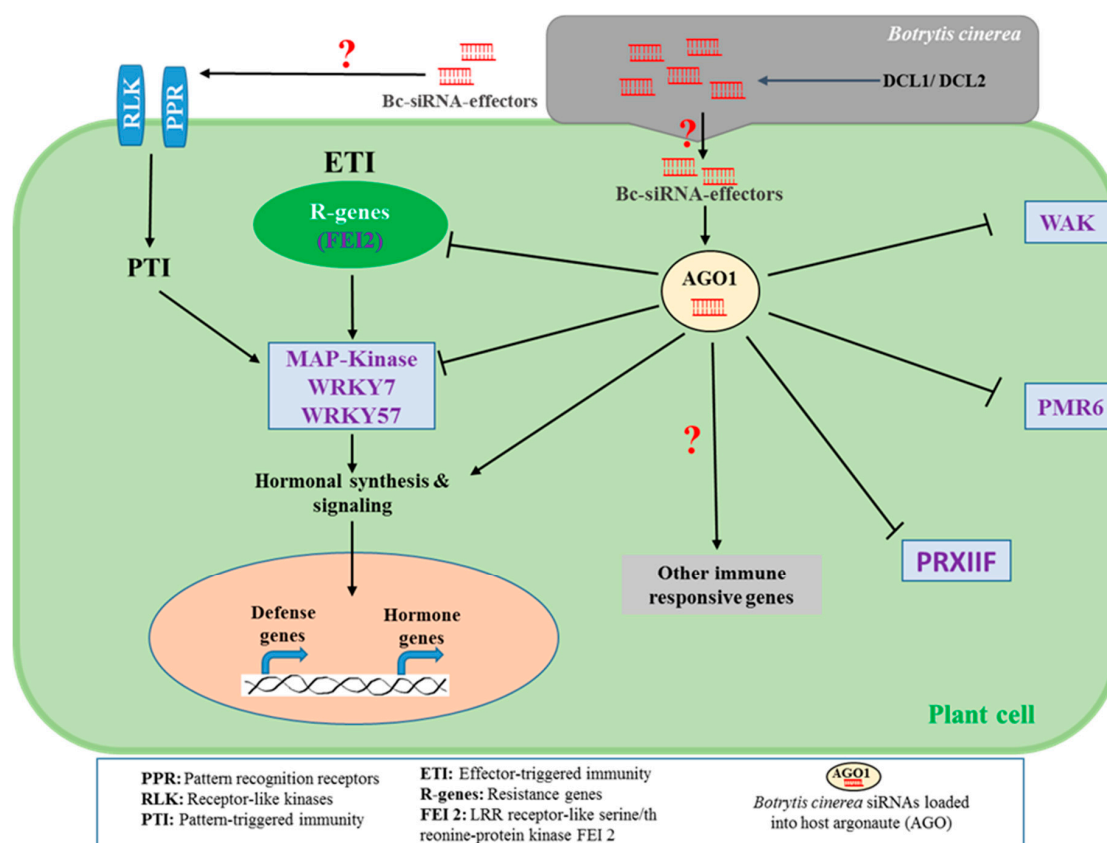 Botrytis cinerea
DCL1/ DCL2
?
Bc-siRNA-effectors
RLK
PPR
?
Bc-siRNA-effectors
ETI
R-genes
(FEI2)
PTI
AGO1
WAK
MAP-Kinase
WRKY7
WRKY57
PMR6
?
Hormonal synthesis &
signaling
PRXIIF
Other immune
responsive genes
Defense
genes
Hormone
genes
Plant cell
PPR: Pattern recognition receptors
RLK: Receptor-like kinases
PTI: Pattern-triggered immunity
ETI: Effector-triggered immunity
R-genes: Resistance genes
FEI 2: LRR receptor-like serine/th
reonine-protein kinase FEI 2
AGO1
Botrytis cinerea siRNAs loaded
into host argonaute (AGO)